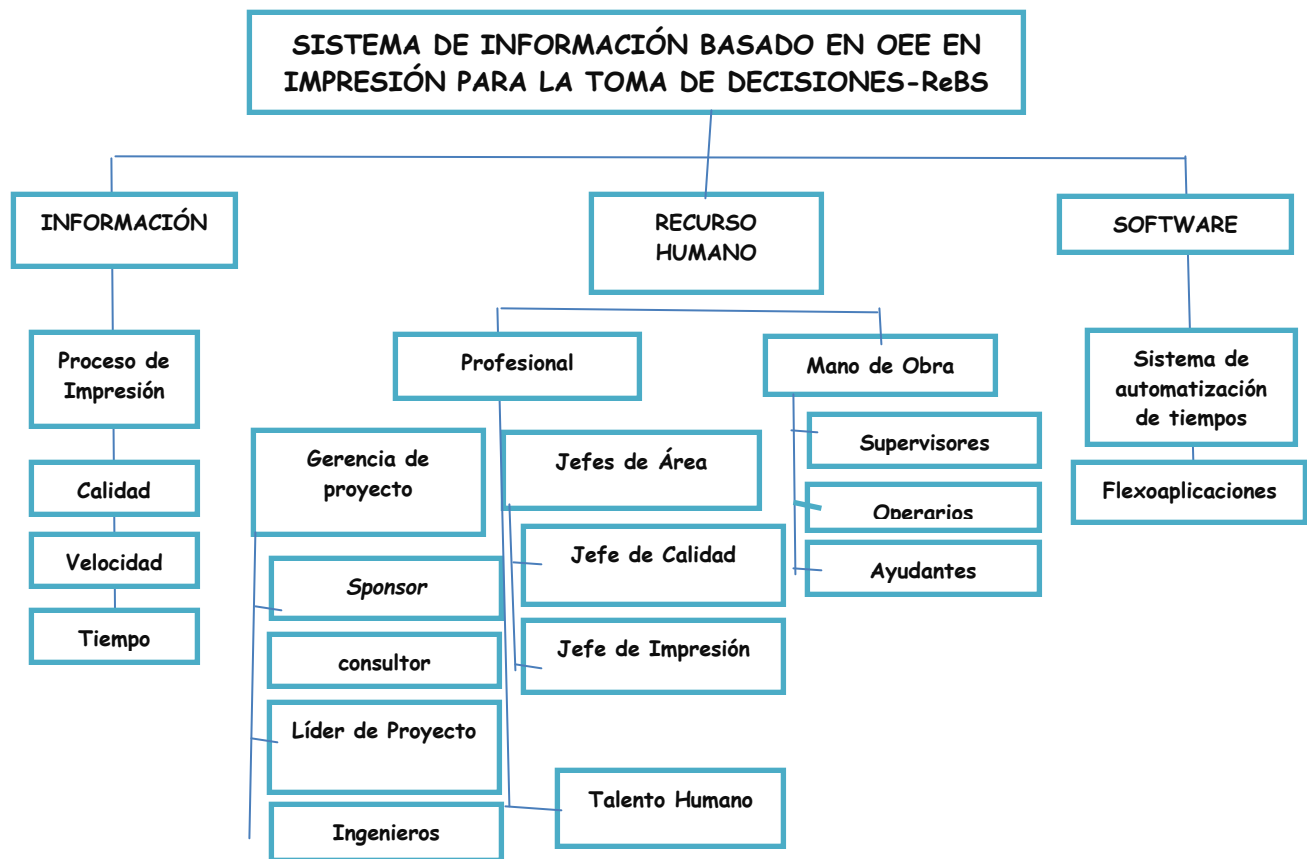 SISTEMA DE INFORMACIÓN BASADO EN OEE EN
IMPRESIÓN PARA LA TOMA DE DECISIONES-ReBS
INFORMACIÓN
RECURSO
HUMANO
SOFTWARE
Proceso de
Impresión
Calidad
Velocidad
Tiempo
Profesional
Mano de Obra
Gerencia de
proyecto
Sponsor
consultor
Líder de Proyecto
Ingenieros
Jefes de Área
Jefe de Calidad
Jefe de Impresión
Talento Humano
Supervisores
Operarios
Ayudantes
Sistema de
automatización
de tiempos
Flexoaplicaciones